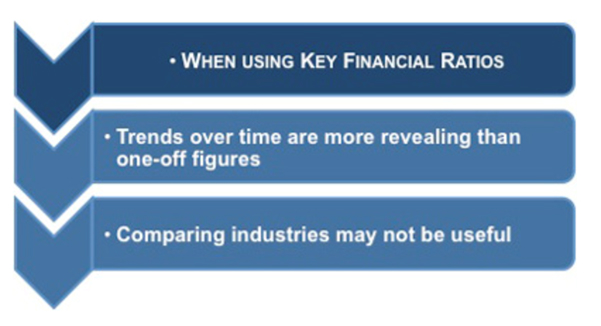 • WHEN USING KEY FINANCIAL RATIOS
• Trends over time are more revealing than
one-off figures
• Comparing industries may not be useful